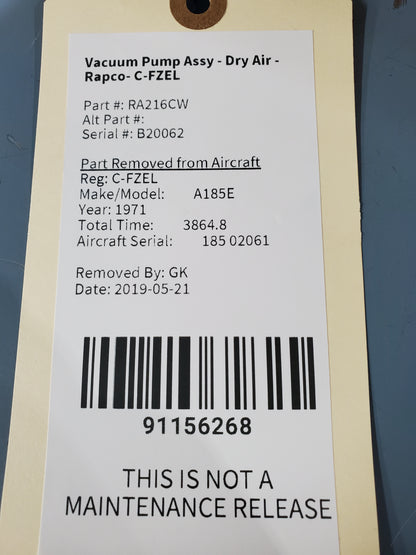 Vacuum Pump Assy - Dry Air -
Rapco- C-FZEL
Part #: RA216CW
Alt Part #:
Serial #: B20062
Part Removed from Aircraft
Reg: C-FZEL
Make/Model: A185E
Year: 1971
Total Time: 3864.8
Aircraft Serial: 185 02061
Removed By: GK
Date: 2019-05-21
91156268
THIS IS NOT A
MAINTENANCE RELEASE